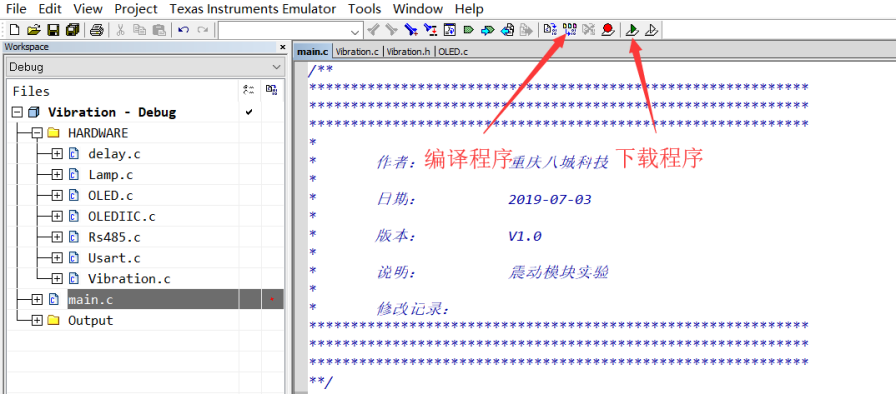 File Edit View Project Texas Instruments Emulator Tools Window Help
Workspace
Debug
Files
Vibration - Debug
HARDWARE
delay.c
Lamp.c
OLED.c
OLEDIIC.c
Rs485.c
Usart.c
Vibration.c
main.c
Output
main.c Vibration.c Vibration.h OLED.c
/**
************************************************************
************************************************************
************************************************************
*
* 作者: 重庆八城科技
*
* 日期: 2019-07-03
*
* 版本: V1.0
*
* 说明: 震动模块实验
*
* 修改记录:
************************************************************
************************************************************
************************************************************
**/
编译程序
下载程序